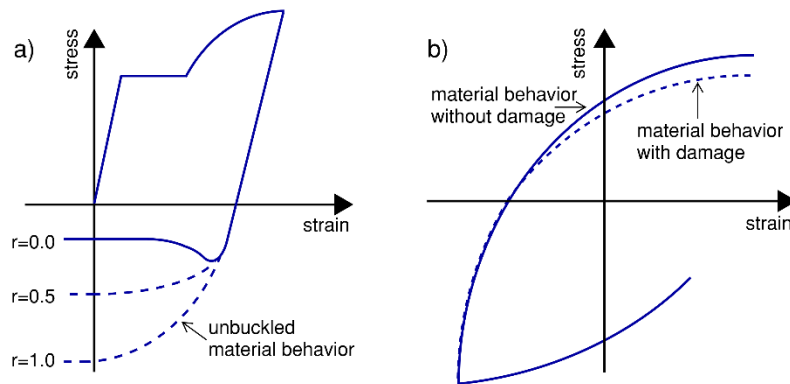 a)
stress
strain
r=0.0
r=0.5
r=1.0
unbuckled
material behavior
b)
stress
material behavior
without damage
material behavior
with damage
strain